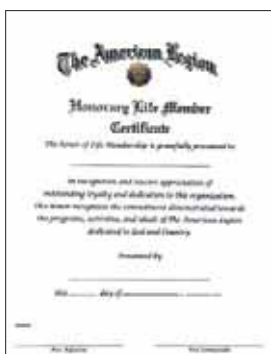 The American Legion
Honorary Life Member
Certificate
The honor of Life Membership is gratefully presented to
In recognition and sincere appreciation of
outstanding loyalty and dedication to this organization.
This honor recognizes the commitment demonstrated towards
the programs, activities, and ideals of The American Legion
dedicated to God and Country.
Presented By
this day of
Post Adjutant Post Commander